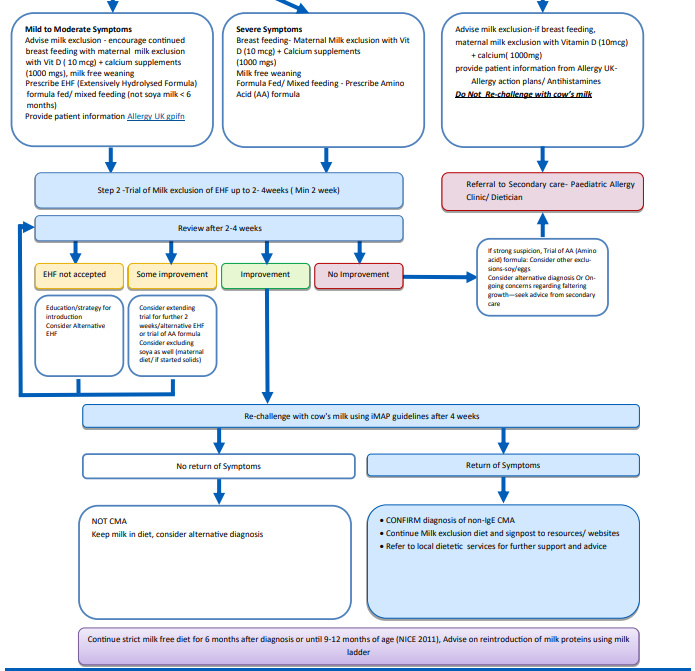 Mild to Moderate Symptoms
Advise milk exclusion - encourage continued
breast feeding with maternal milk exclusion
with Vit D ( 10 mcg) + calcium supplements
(1000 mgs), milk free weaning
Prescribe EHF (Extensively Hydrolysed Formula)
formula fed/ mixed feeding (not soya milk < 6
months)
Provide patient information Allergy UK gpifn
Severe Symptoms
Breast feeding- Maternal Milk exclusion with Vit
D (10 mcg) + Calcium supplements
(1000 mgs)
Milk free weaning
Formula Fed/ Mixed feeding - Prescribe Amino
Acid (AA) formula
Advise milk exclusion-if breast feeding,
maternal milk exclusion with Vitamin D (10mcg)
+ calcium( 1000mg)
provide patient information from Allergy UK-
Allergy action plans/ Antihistamines
Do Not Re-challenge with cow's milk
Step 2 -Trial of Milk exclusion of EHF up to 2- 4weeks ( Min 2 week)
Referral to Secondary care- Paediatric Allergy
Clinic/ Dietician
Review after 2-4 weeks
EHF not accepted
Some improvement
Improvement
No Improvement
If strong suspicion, Trial of AA (Amino
acid) formula: Consider other exclu-
sions-soy/eggs
Consider alternative diagnosis Or On-
going concerns regarding faltering
growth—seek advice from secondary
care
Education/strategy for
introduction
Consider Alternative
EHF
Consider extending
trial for further 2
weeks/alternative EHF
or trial of AA formula
Consider excluding
soya as well (maternal
diet/ if started solids)
Re-challenge with cow's milk using iMAP guidelines after 4 weeks
No return of Symptoms
Return of Symptoms
NOT CMA
Keep milk in diet, consider alternative diagnosis
• CONFIRM diagnosis of non-IgE CMA
• Continue Milk exclusion diet and signpost to resources/ websites
• Refer to local dietetic services for further support and advice
Continue strict milk free diet for 6 months after diagnosis or until 9-12 months of age (NICE 2011), Advise on reintroduction of milk proteins using milk
ladder